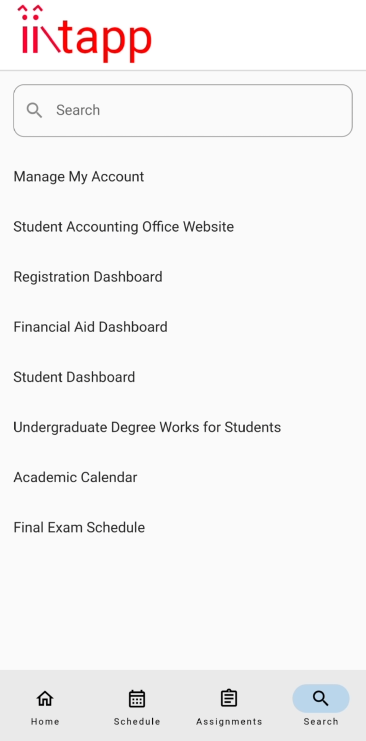 tapp
Search
Manage My Account
Student Accounting Office Website
Registration Dashboard
Financial Aid Dashboard
Student Dashboard
Undergraduate Degree Works for Students
Academic Calendar
Final Exam Schedule
Home
Schedule
Assignments
Search